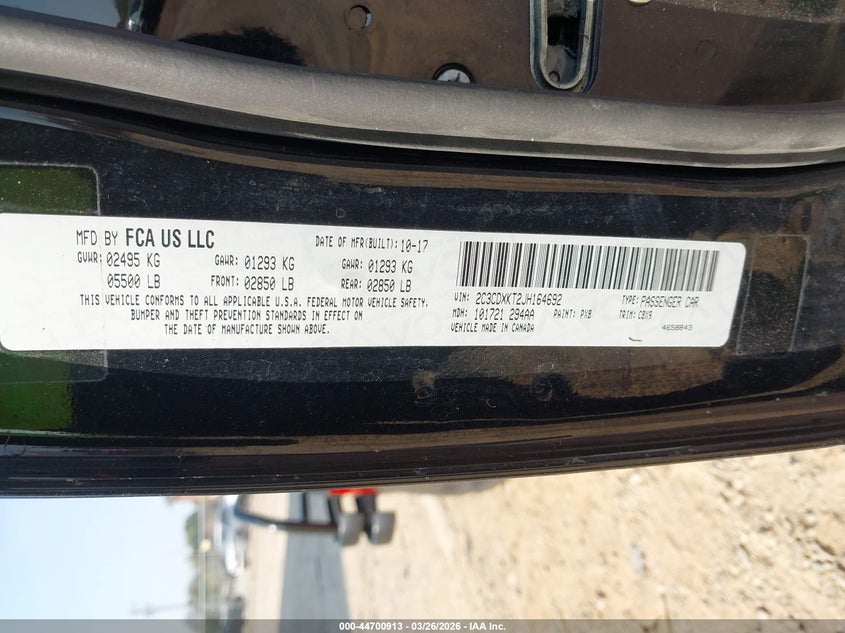 MFD BY FCA US LLC
DATE OF MFR(BUILT): 10-17
GVWR: 02495 KG GAWR: 01293 KG GAWR: 01293 KG
05500 LB FRONT: 02850 LB REAR: 02850 LB
THIS VEHICLE CONFORMS TO ALL APPLICABLE U.S.A. FEDERAL MOTOR VEHICLE SAFETY,
BUMPER AND THEFT PREVENTION STANDARDS IN EFFECT ON
THE DATE OF MANUFACTURE SHOWN ABOVE.
VIN: 2C3CDXKT2JH164692 TYPE: PASSENGER CAR
MDH: 101721 294AA PAINT: PX8 TRIM: CBX9
VEHICLE MADE IN CANADA 4658843
000-44700913 - 03/26/2026 - IAA Inc.